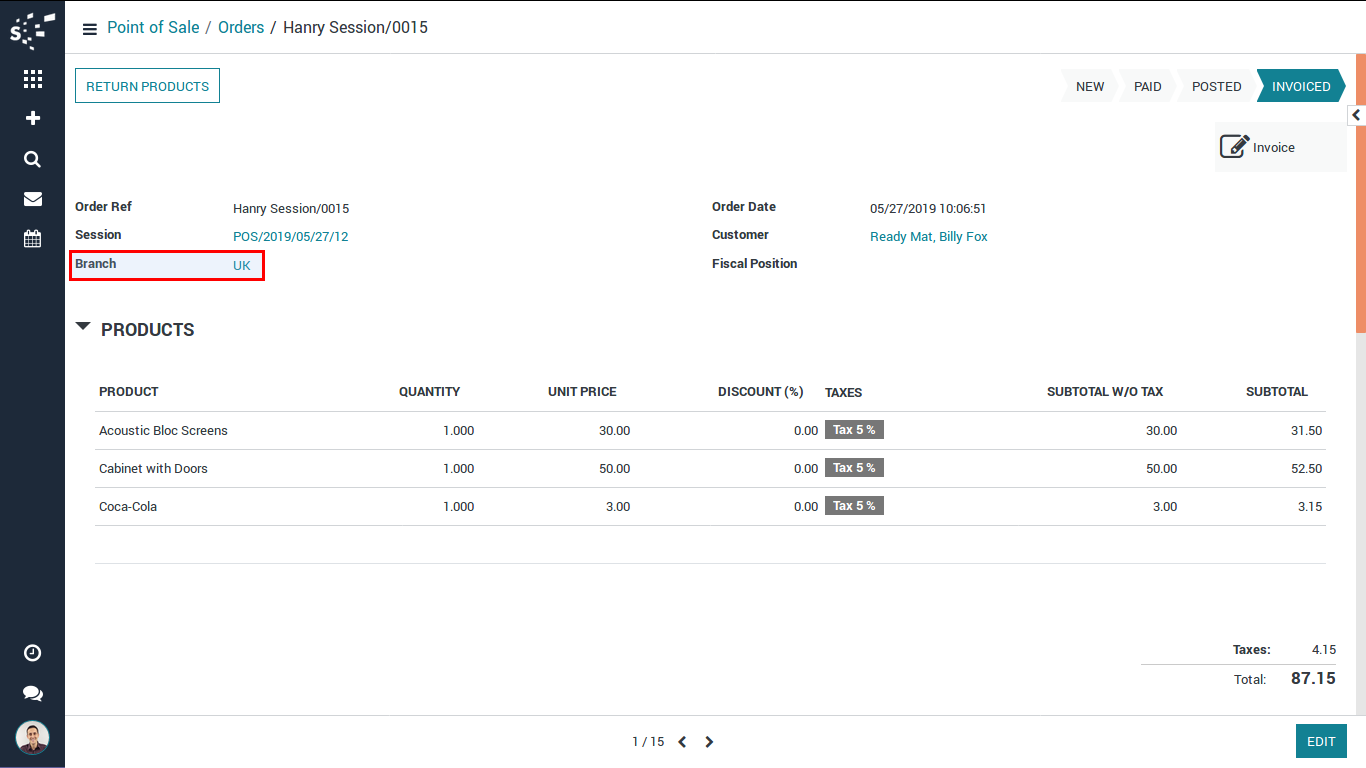 Point of Sale / Orders / Hanry Session/0015
RETURN PRODUCTS
NEW PAID POSTED INVOICED
Invoice
Order Ref Hanry Session/0015
Order Date 05/27/2019 10:06:51
Session POS/2019/05/27/12
Customer Ready Mat, Billy Fox
Branch UK
Fiscal Position
PRODUCTS
PRODUCT QUANTITY UNIT PRICE DISCOUNT (%) TAXES SUBTOTAL W/O TAX SUBTOTAL
Acoustic Bloc Screens 1.000 30.00 0.00 Tax 5 % 30.00 31.50
Cabinet with Doors 1.000 50.00 0.00 Tax 5 % 50.00 52.50
Coca-Cola 1.000 3.00 0.00 Tax 5 % 3.00 3.15
Taxes: 4.15
Total: 87.15
1 / 15
EDIT